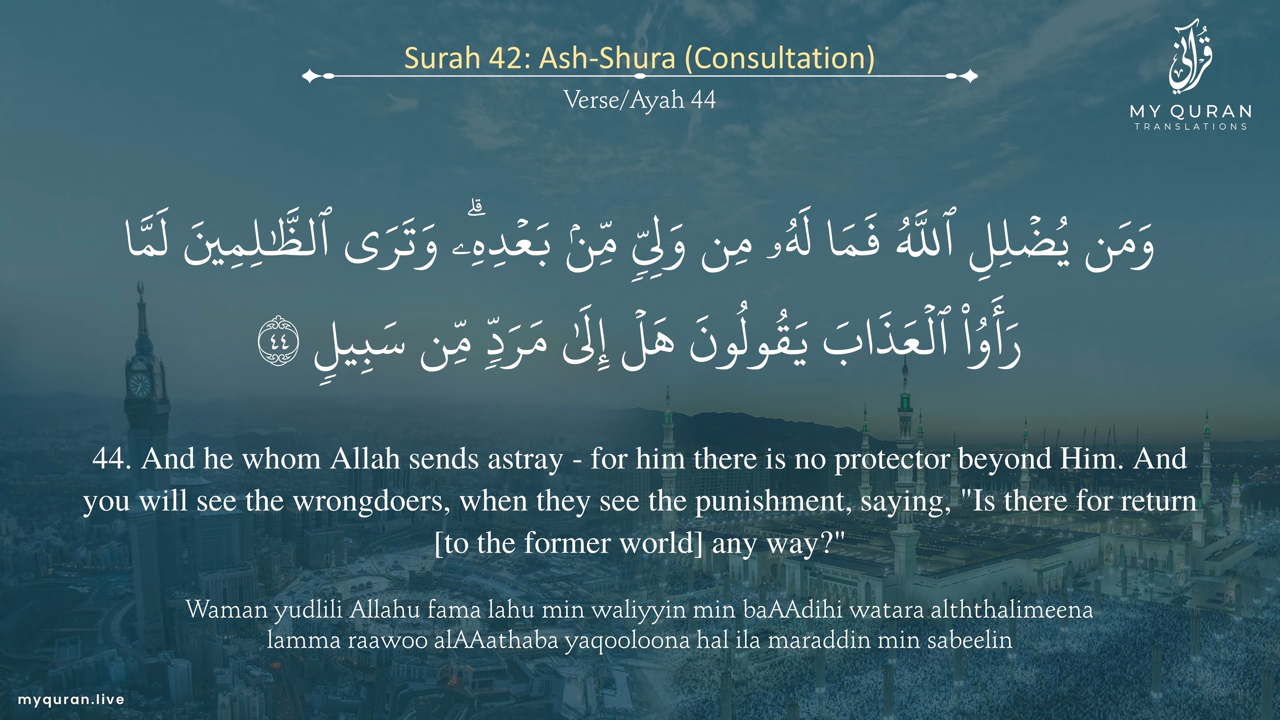 Surah 42: Ash-Shura (Consultation)
Verse/Ayah 44
قرآني
MY QURAN
TRANSLATIONS
وَمَن يُضْلِلِ ٱللَّهُ فَمَا لَهُۥ مِن وَلِىٍّ مِّنۢ بَعْدِهِۦ ۗ وَتَرَى ٱلظَّـٰلِمِينَ لَمَّا
رَأَوُا۟ ٱلْعَذَابَ يَقُولُونَ هَلْ إِلَىٰ مَرَدٍّ مِّن سَبِيلٍ ٤٤
44. And he whom Allah sends astray - for him there is no protector beyond Him. And
you will see the wrongdoers, when they see the punishment, saying, "Is there for return
[to the former world] any way?"
Waman yudlili Allahu fama lahu min waliyyin min baAAdihi watara alththalimeena
lamma raawoo alAAathaba yaqooloona hal ila maraddin min sabeelin
myquran.live